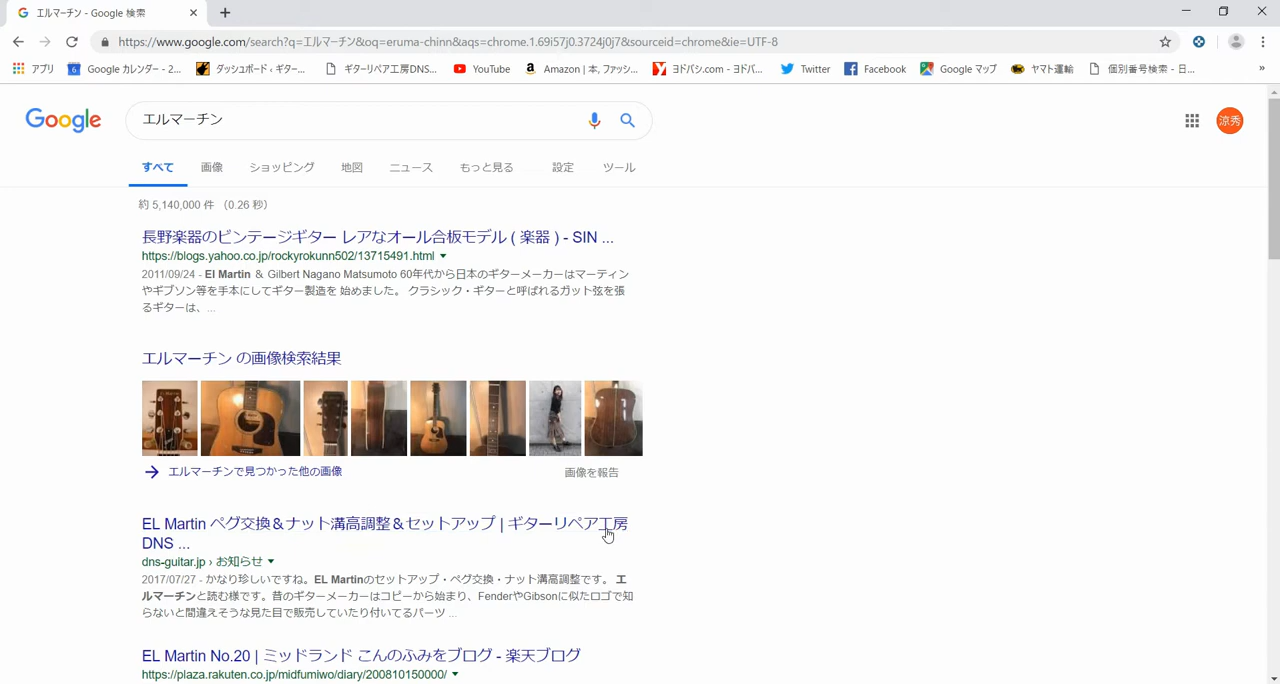 エルマーチン - Google 検索
https://www.google.com/search?q=エルマーチン&oq=eruma-chinn&aqs=chrome.1.69i57j0.3724j0j7&sourceid=chrome&ie=UTF-8
アプリ Google カレンダー - 2... ダッシュボード ‹ ギター... ギターリペア工房DNS... YouTube Amazon | 本, ファッシ... ヨドバシ.com - ヨドバ... Twitter Facebook Google マップ ヤマト運輸 個別番号検索 - 日... »
Google エルマーチン 涼秀
すべて 画像 ショッピング 地図 ニュース もっと見る 設定 ツール
約 5,140,000 件 （0.26 秒）
長野楽器のビンテージギター レアなオール合板モデル ( 楽器 ) - SIN ...
https://blogs.yahoo.co.jp/rockyrokunn502/13715491.html
2011/09/24 - El Martin ＆ Gilbert Nagano Matsumoto 60年代から日本のギターメーカーはマーティン
やギブソン等を手本にしてギター製造を 始めました。 クラシック・ギターと呼ばれるガット弦を張
るギターは、...
エルマーチン の画像検索結果
エルマーチンで見つかった他の画像 画像を報告
EL Martin ペグ交換＆ナット溝高調整＆セットアップ | ギターリペア工房
DNS ...
dns-guitar.jp › お知らせ
2017/07/27 - かなり珍しいですね。EL Martinのセットアップ・ペグ交換・ナット溝高調整です。 エ
ルマーチンと読む様です。昔のギターメーカーはコピーから始まり、FenderやGibsonに似たロゴで知
らないと間違えそうな見た目で販売していたり付いてるパーツ ...
EL Martin No.20 | ミッドランド こんのふみをブログ - 楽天ブログ
https://plaza.rakuten.co.jp/midfumiwo/diary/200810150000/